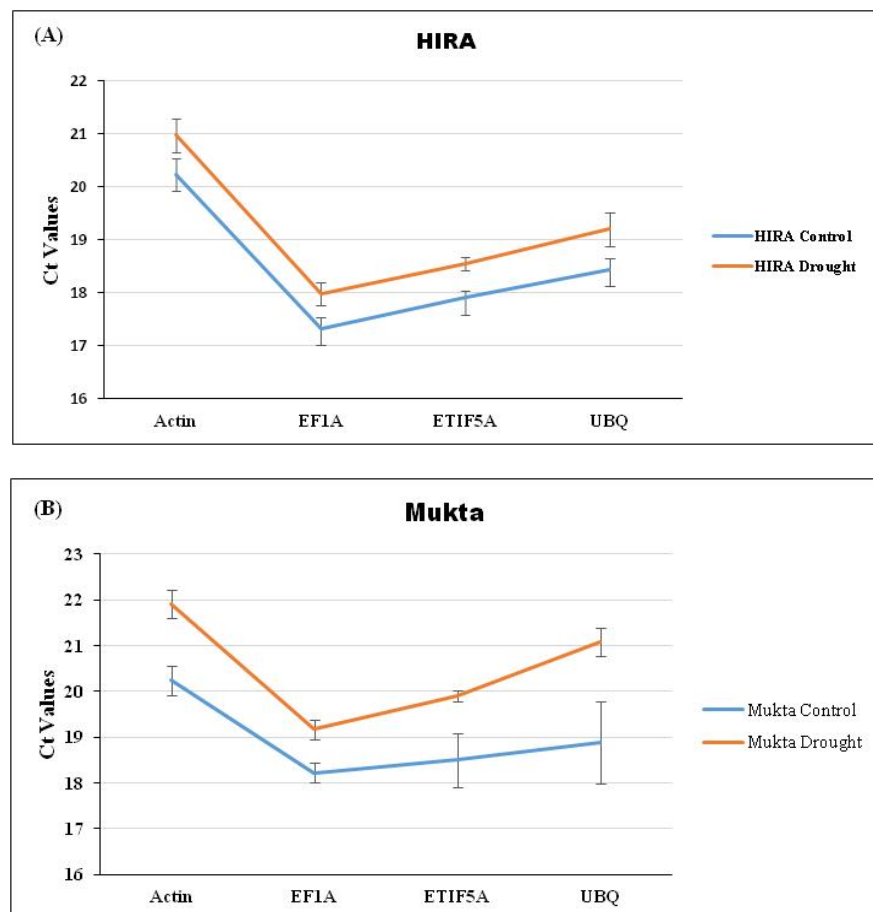 (A)
HIRA
22
21
20
19
18
17
16
Ct Values
Actin
EF1A
ETIF5A
UBQ
HIRA Control
HIRA Drought
(B)
Mukta
23
22
21
20
19
18
17
16
Ct Values
Actin
EF1A
ETIF5A
UBQ
Mukta Control
Mukta Drought